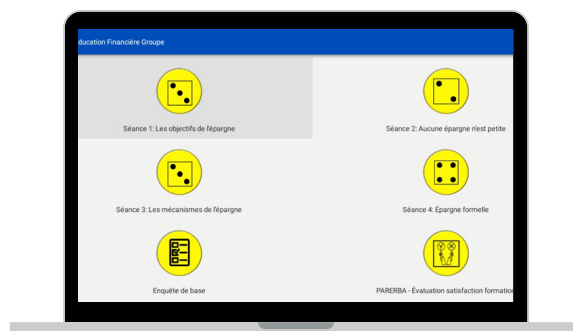 ducation Financière Groupe
Séance 1: Les objectifs de l'épargne
Séance 2: Aucune épargne n'est petite
Séance 3: Les mécanismes de l'épargne
Séance 4: Épargne formelle
Enquête de base
PARERBA - Évaluation satisfaction formation